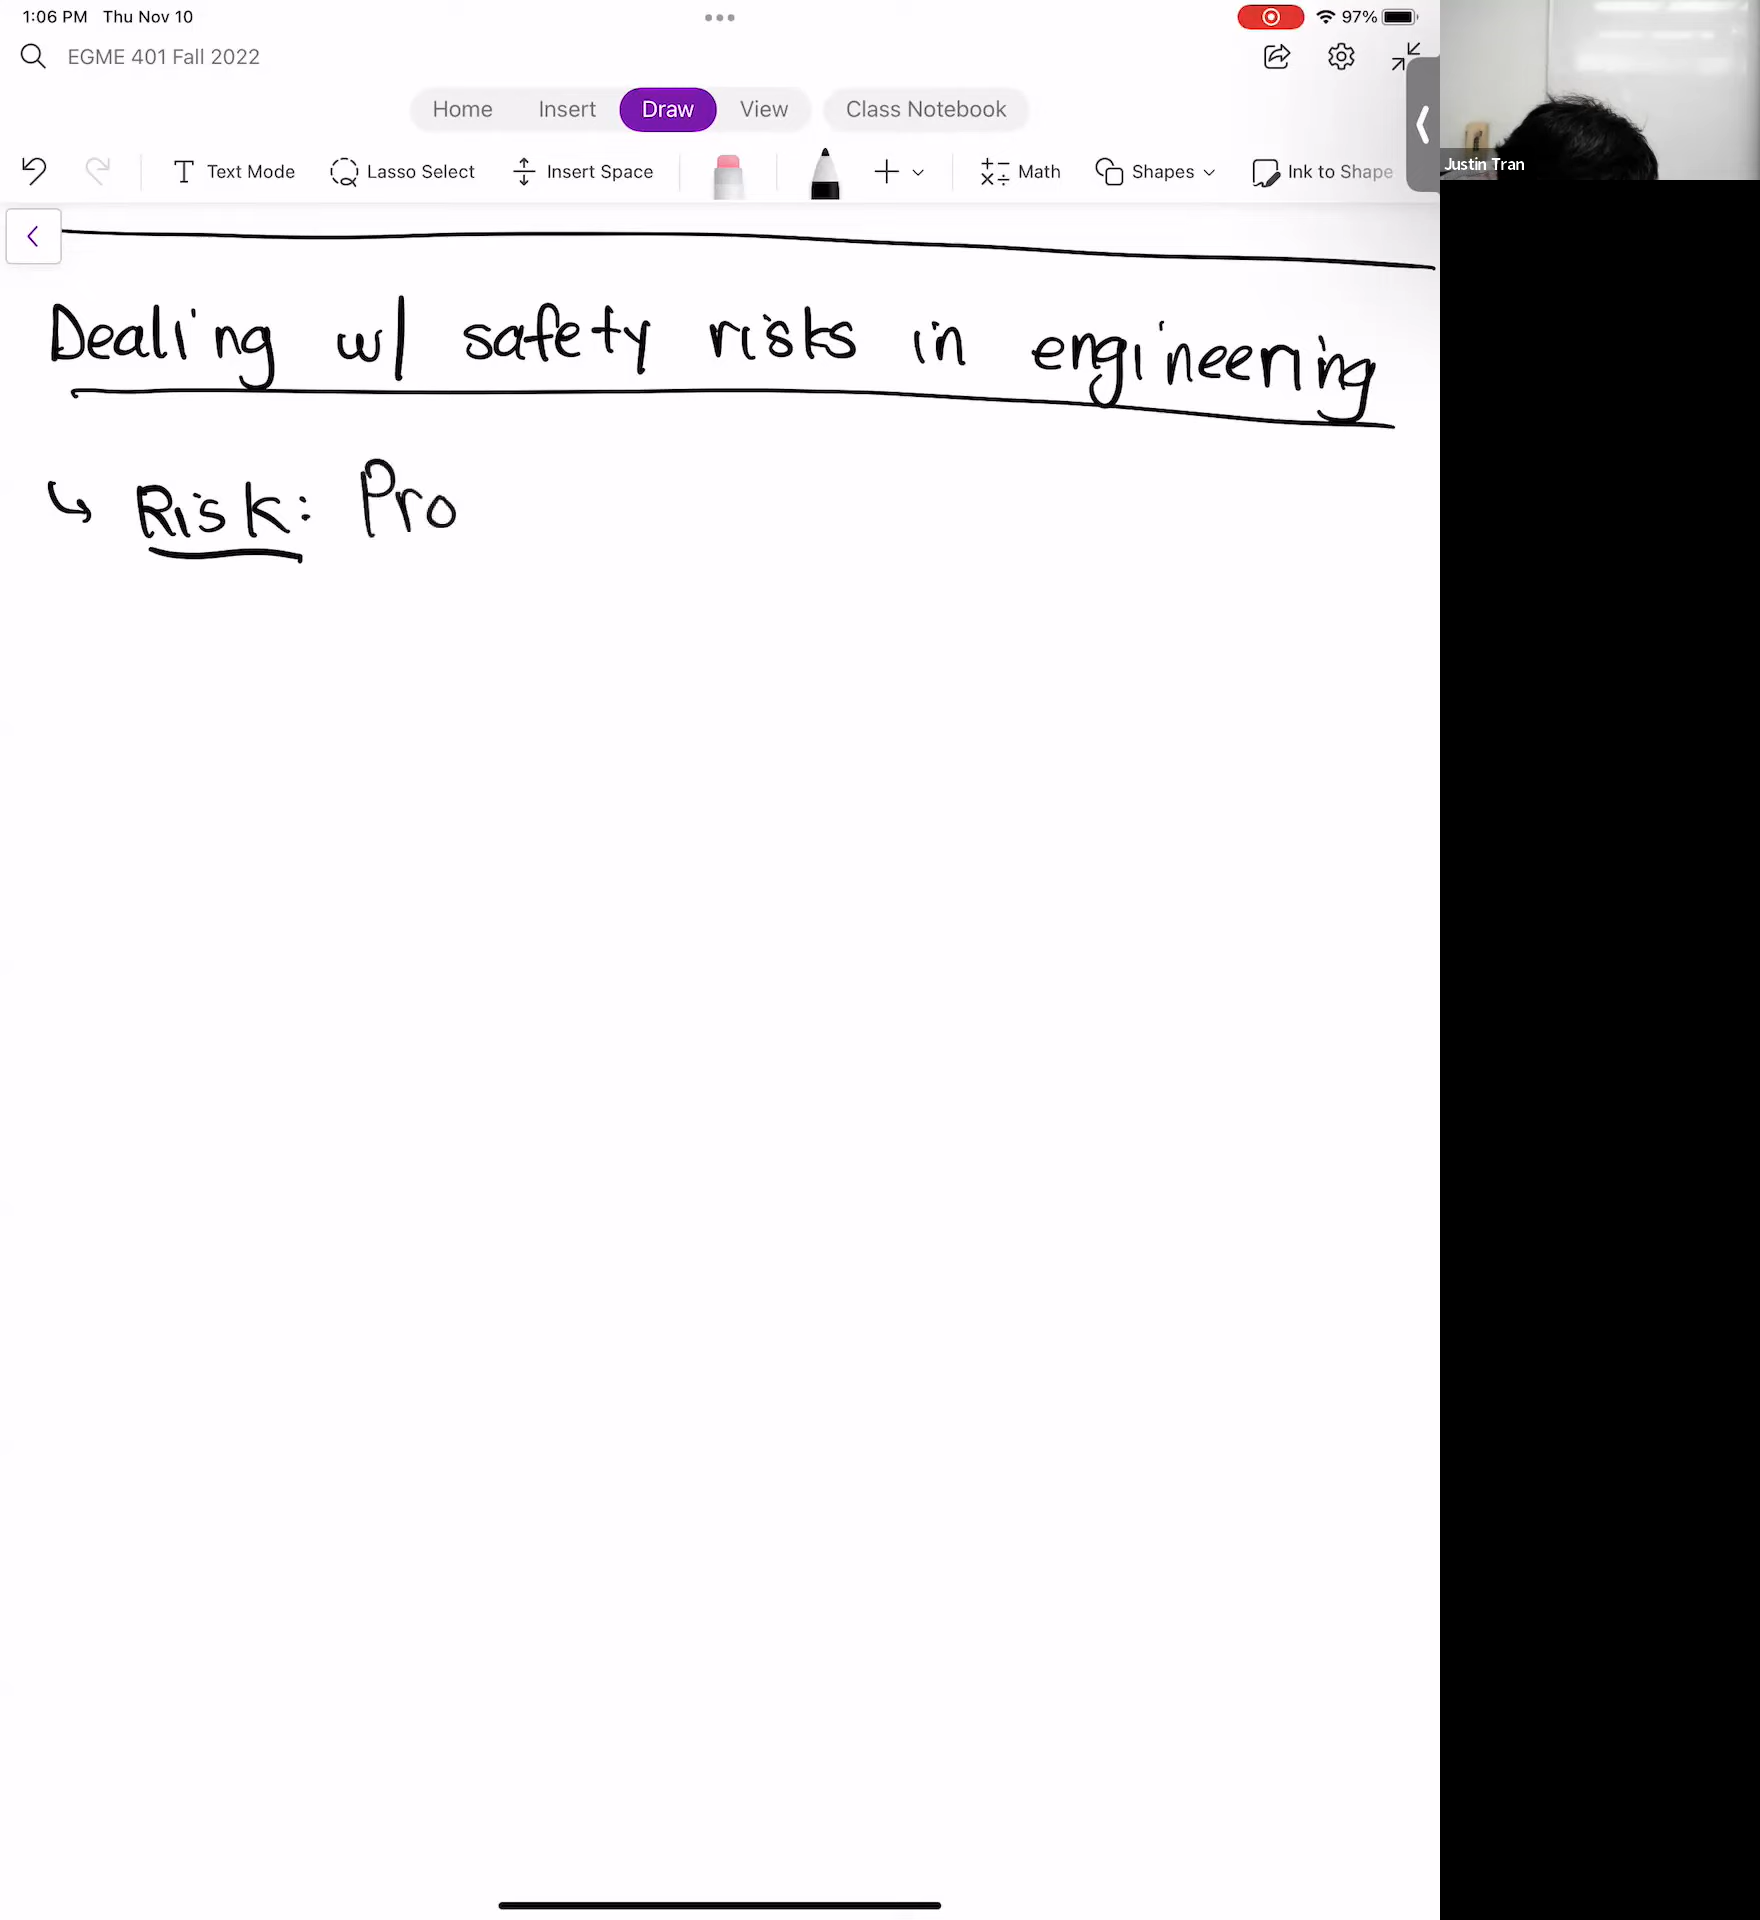 1:06 PM Thu Nov 10
97%
EGME 401 Fall 2022
Home Insert Draw View Class Notebook
Text Mode Lasso Select Insert Space Math Shapes Ink to Shape
Justin Tran
Dealing w/ safety risks in engineering
Risk: Pro